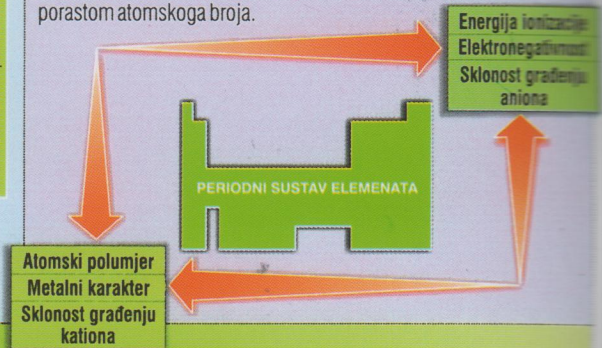 porastom atomskoga broja.
Energija ionizacije
Elektronegativnost
Sklonost građenju
aniona
PERIODNI SUSTAV ELEMENATA
Atomski polumjer
Metalni karakter
Sklonost građenju
kationa